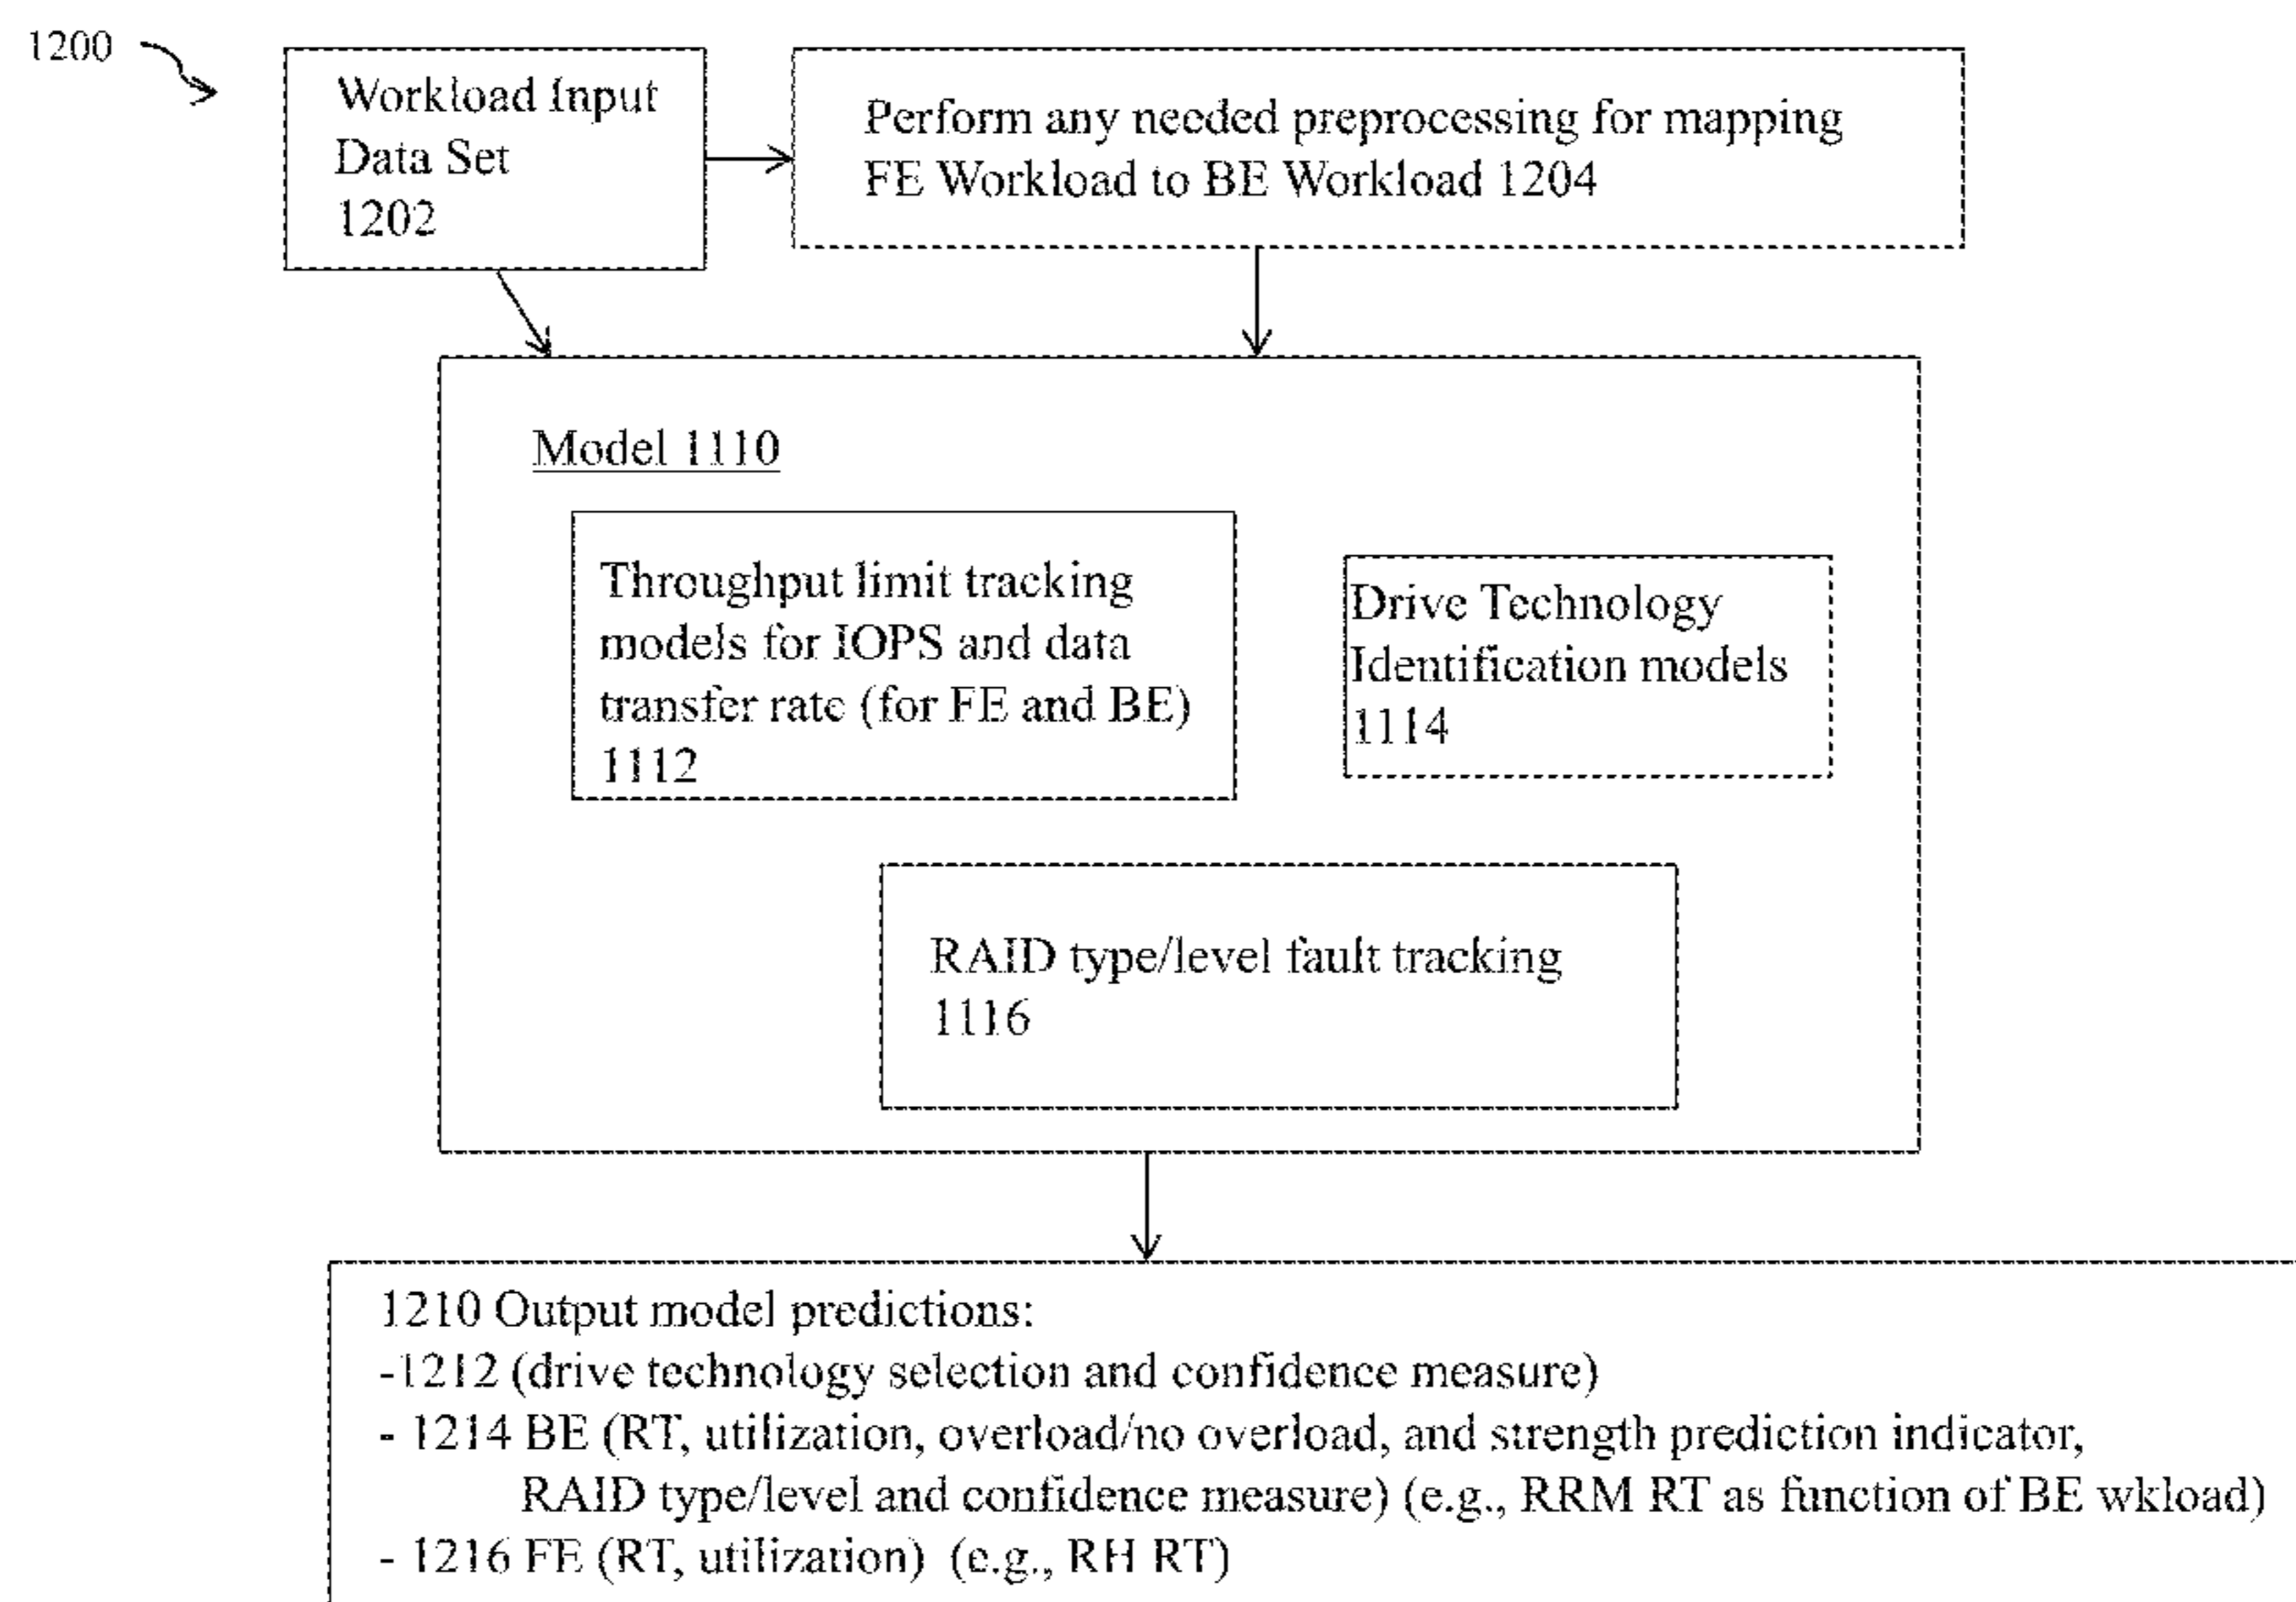 1200
Workload Input
Data Set
1202
Perform any needed preprocessing for mapping
FE Workload to BE Workload 1204
Model 1110
Throughput limit tracking
models for IOPS and data
transfer rate (for FE and BE)
1112
Drive Technology
Identification models
1114
RAID type/level fault tracking
1116
1210 Output model predictions:
-1212 (drive technology selection and confidence measure)
- 1214 BE (RT, utilization, overload/no overload, and strength prediction indicator,
RAID type/level and confidence measure) (e.g., RRM RT as function of BE wkload)
- 1216 FE (RT, utilization) (e.g., RH RT)